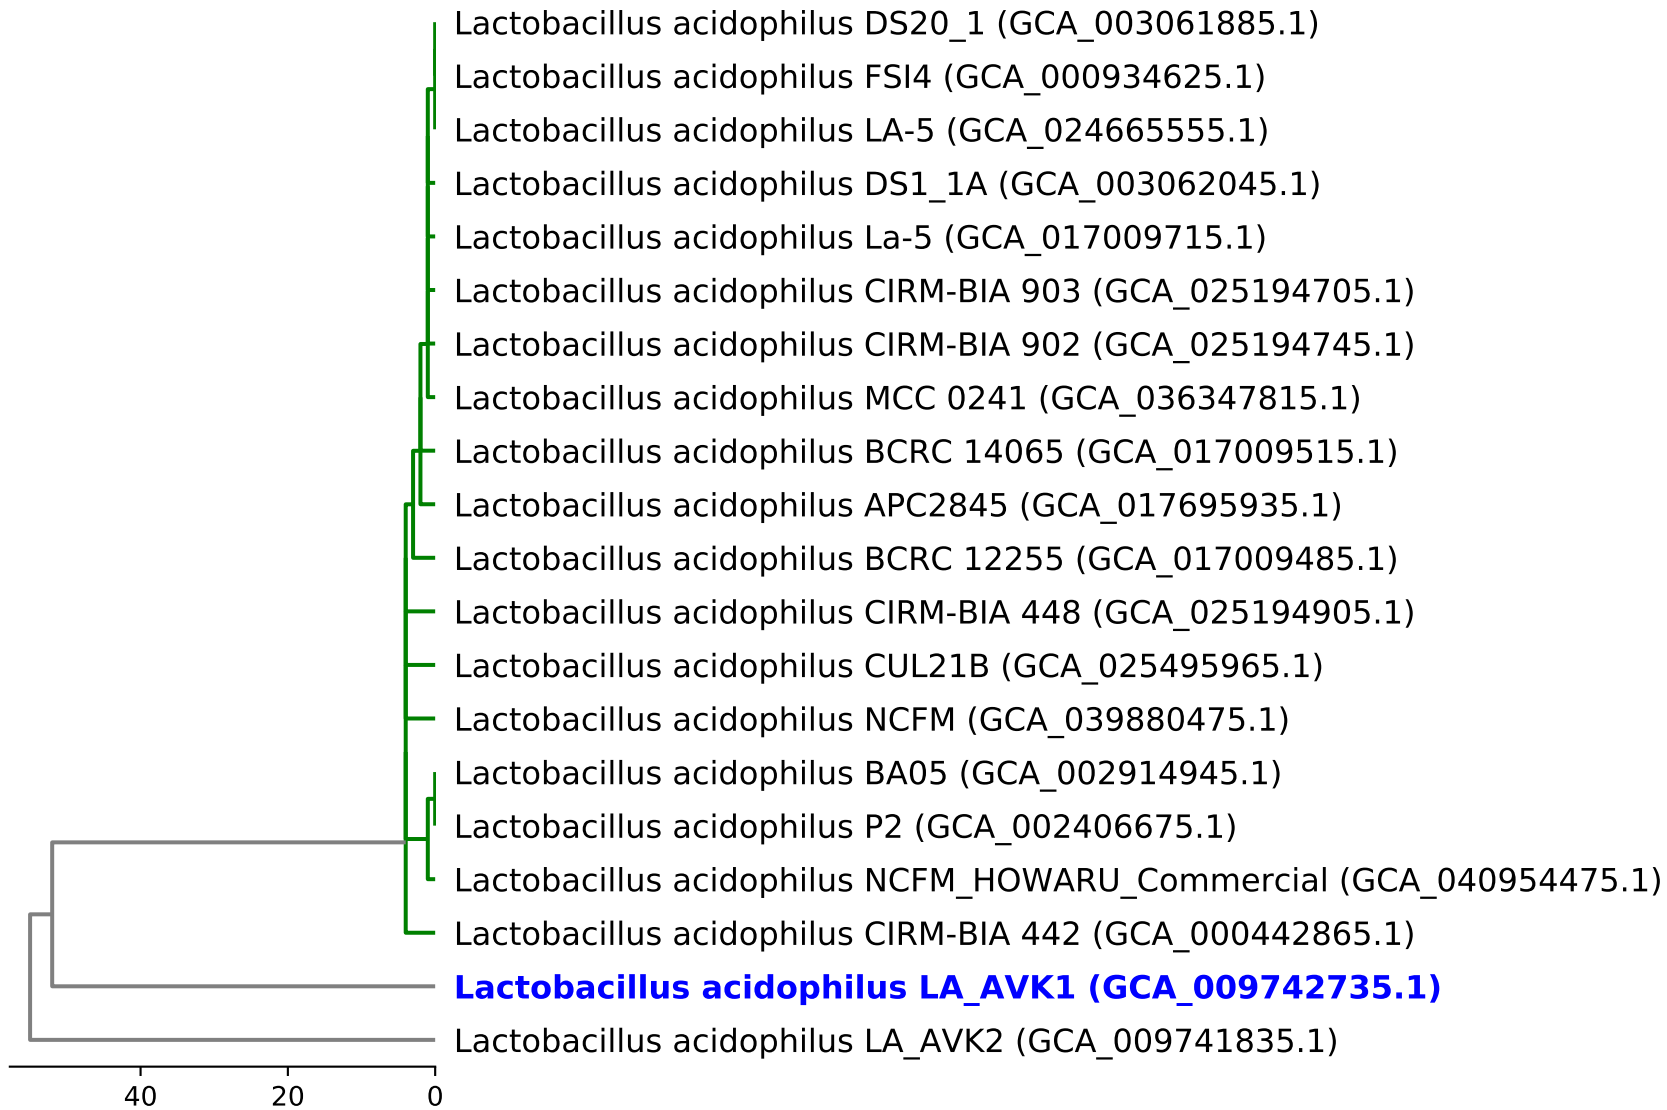 Lactobacillus acidophilus DS20_1 (GCA_003061885.1)
Lactobacillus acidophilus FSI4 (GCA_000934625.1)
Lactobacillus acidophilus LA-5 (GCA_024665555.1)
Lactobacillus acidophilus DS1_1A (GCA_003062045.1)
Lactobacillus acidophilus La-5 (GCA_017009715.1)
Lactobacillus acidophilus CIRM-BIA 903 (GCA_025194705.1)
Lactobacillus acidophilus CIRM-BIA 902 (GCA_025194745.1)
Lactobacillus acidophilus MCC 0241 (GCA_036347815.1)
Lactobacillus acidophilus BCRC 14065 (GCA_017009515.1)
Lactobacillus acidophilus APC2845 (GCA_017695935.1)
Lactobacillus acidophilus BCRC 12255 (GCA_017009485.1)
Lactobacillus acidophilus CIRM-BIA 448 (GCA_025194905.1)
Lactobacillus acidophilus CUL21B (GCA_025495965.1)
Lactobacillus acidophilus NCFM (GCA_039880475.1)
Lactobacillus acidophilus BA05 (GCA_002914945.1)
Lactobacillus acidophilus P2 (GCA_002406675.1)
Lactobacillus acidophilus NCFM_HOWARU_Commercial (GCA_040954475.1)
Lactobacillus acidophilus CIRM-BIA 442 (GCA_000442865.1)
Lactobacillus acidophilus LA_AVK1 (GCA_009742735.1)
Lactobacillus acidophilus LA_AVK2 (GCA_009741835.1)
40 20 0